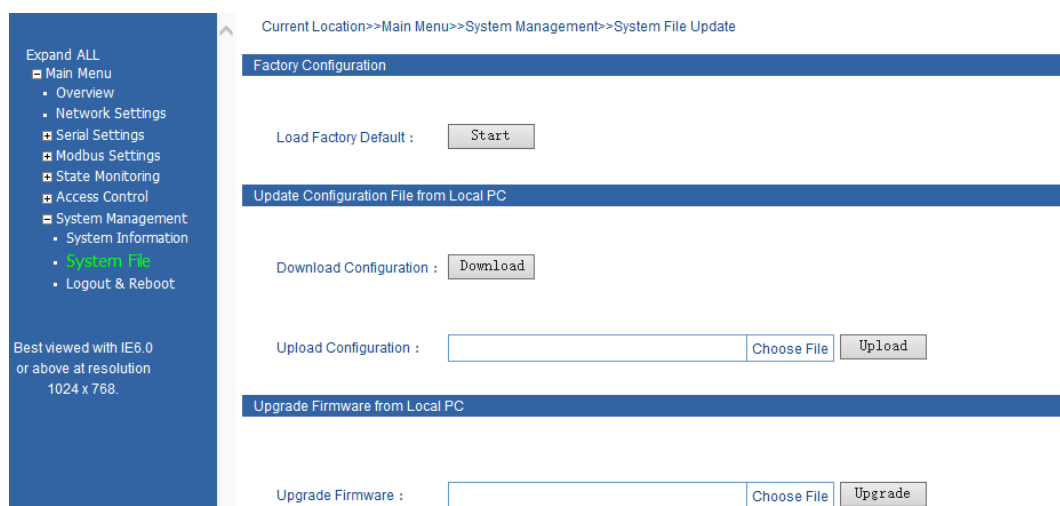 Current Location>>Main Menu>>System Management>>System File Update
Expand ALL
Main Menu
Overview
Network Settings
Serial Settings
Modbus Settings
State Monitoring
Access Control
System Management
System Information
System File
Logout & Reboot
Best viewed with IE6.0
or above at resolution
1024 x 768.
Factory Configuration
Load Factory Default : Start
Update Configuration File from Local PC
Download Configuration : Download
Upload Configuration : Choose File Upload
Upgrade Firmware from Local PC
Upgrade Firmware : Choose File Upgrade